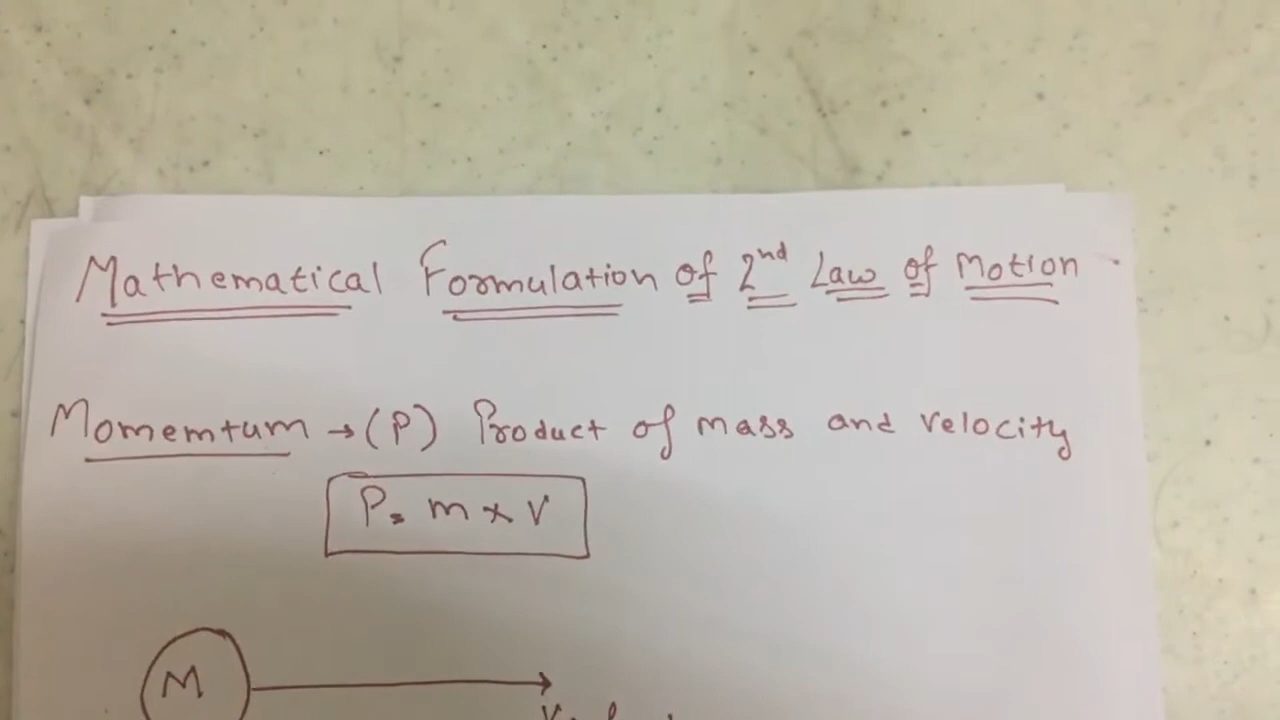 Mathematical Formulation of 2nd Law of Motion
Momemtum → (P) Product of mass and velocity
P = m × v
M